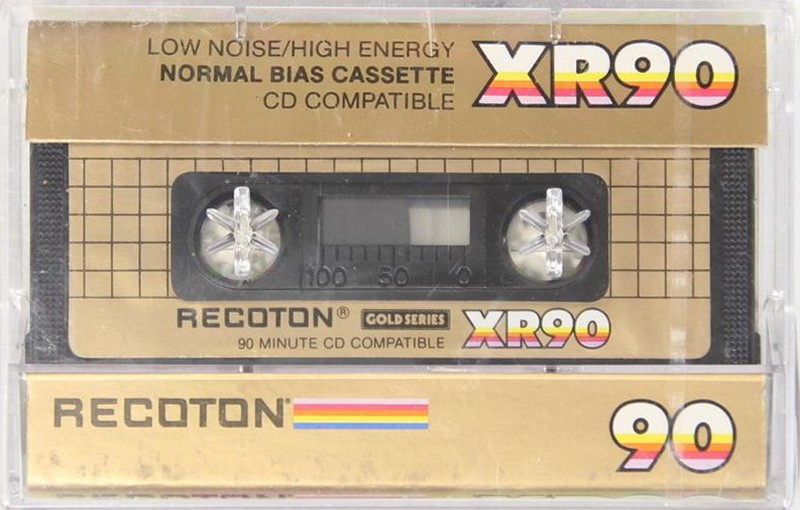 LOW NOISE/HIGH ENERGY
NORMAL BIAS CASSETTE
CD COMPATIBLE
XR90
100 50 0
RECOTON® GOLD SERIES XR90
90 MINUTE CD COMPATIBLE
RECOTON® 90